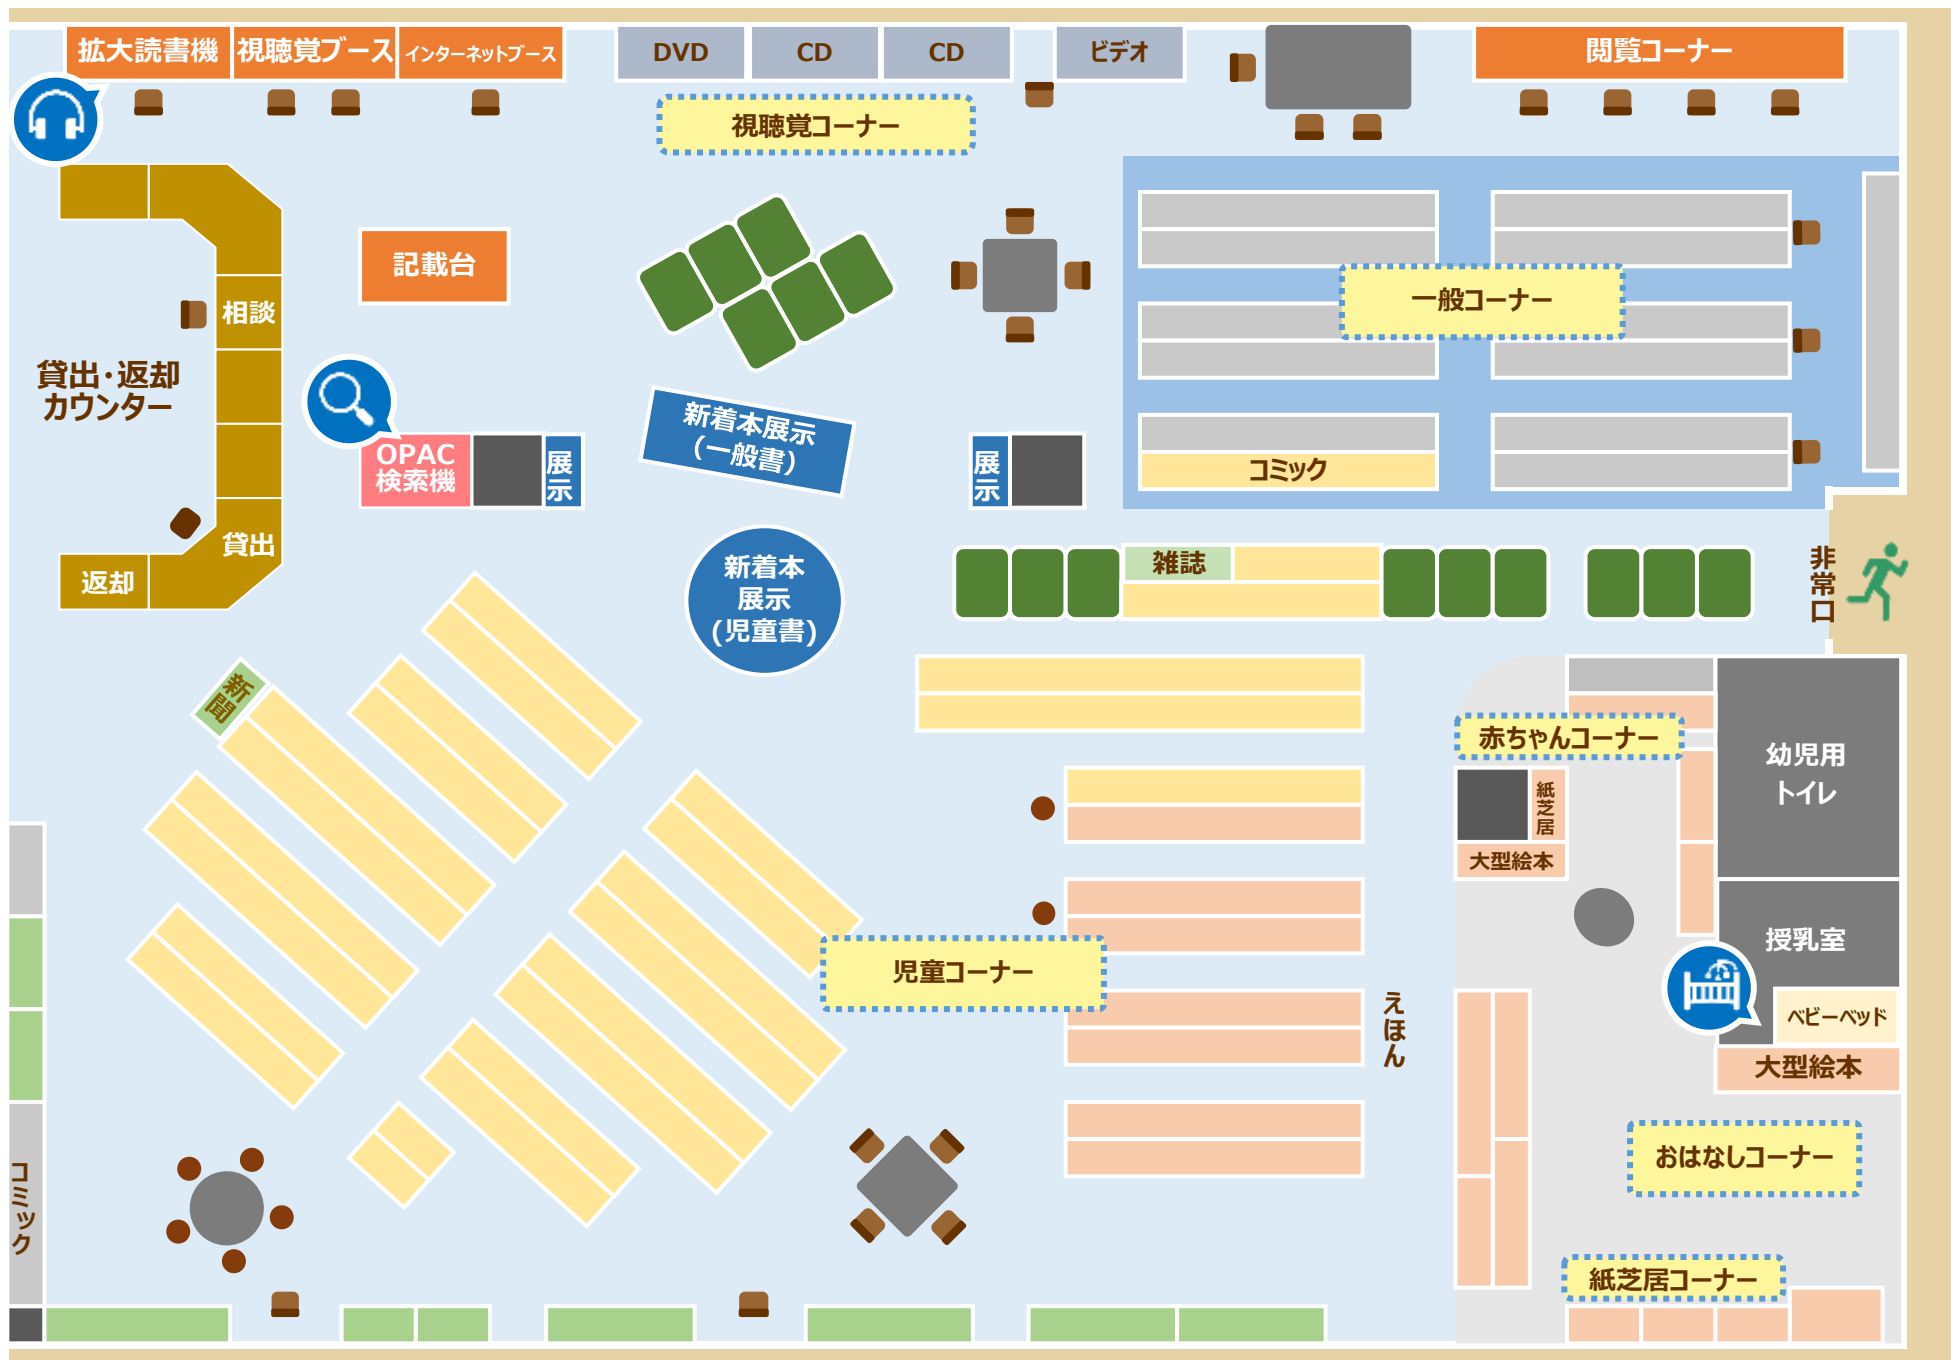 拡大読書機
視聴覚ブース
インターネットブース
DVD
CD
CD
ビデオ
閲覧コーナー
視聴覚コーナー
記載台
相談
一般コーナー
貸出・返却
カウンター
新着本展示
(一般書)
OPAC
検索機
展
示
展
示
コミック
貸出
返却
新着本
展示
(児童書)
雑誌
非
常
口
新
聞
赤ちゃんコーナー
幼児用
トイレ
紙
芝
居
大型絵本
授乳室
児童コーナー
え
ほ
ん
ベビーベッド
大型絵本
おはなしコーナー
コ
ミ
ッ
ク
紙芝居コーナー